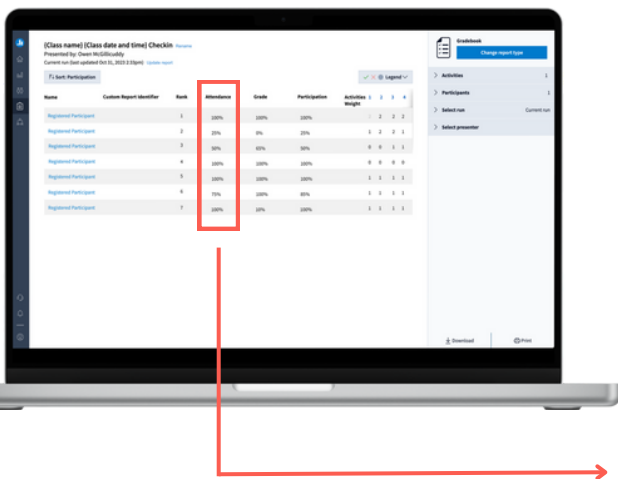 {Class name} {Class date and time} Checkin Rename
Presented by: Owen McGillicuddy
Current run (last updated Oct 31, 2023 2:33pm) Update report
Sort: Participation
Legend
Name Custom Report Identifier Rank Attendance Grade Participation Activities 1 2 3 4
Weight
Registered Participant 1 100% 100% 100% 2 2 2
Registered Participant 2 25% 0% 25% 1 2 2 1
Registered Participant 3 50% 65% 50% 0 0 1 1
Registered Participant 4 100% 100% 100% 0 0 0 0
Registered Participant 5 100% 100% 100% 1 1 1 1
Registered Participant 6 75% 100% 85% 1 1 1 1
Registered Participant 7 100% 10% 100% 1 1 1 1
Gradebook
Change report type
Activities 1
Participants 1
Select run Current run
Select presenter
Download Print